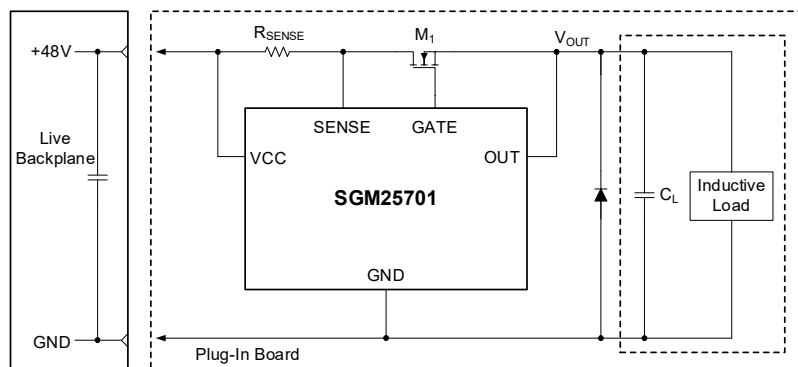 +48V
Live
Backplane
GND
RSENSE
M1
VOUT
SENSE
GATE
VCC
OUT
SGM25701
GND
CL
Inductive
Load
Plug-In Board